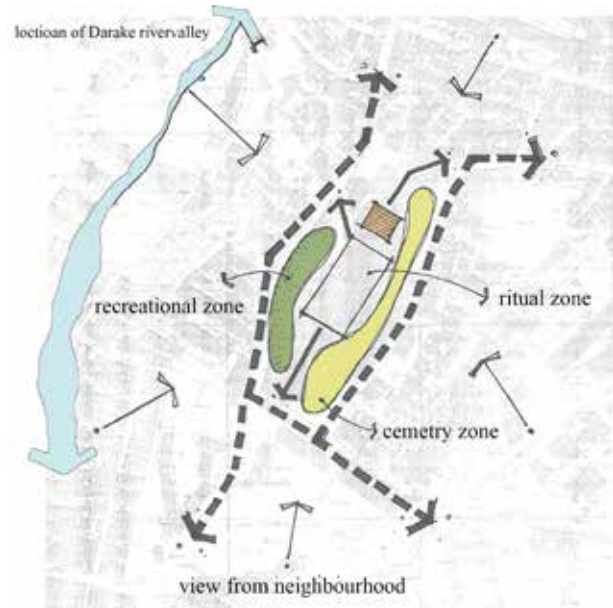 loctioan of Darake rivervalley
recreational zone
ritual zone
cemetry zone
view from neighbourhood